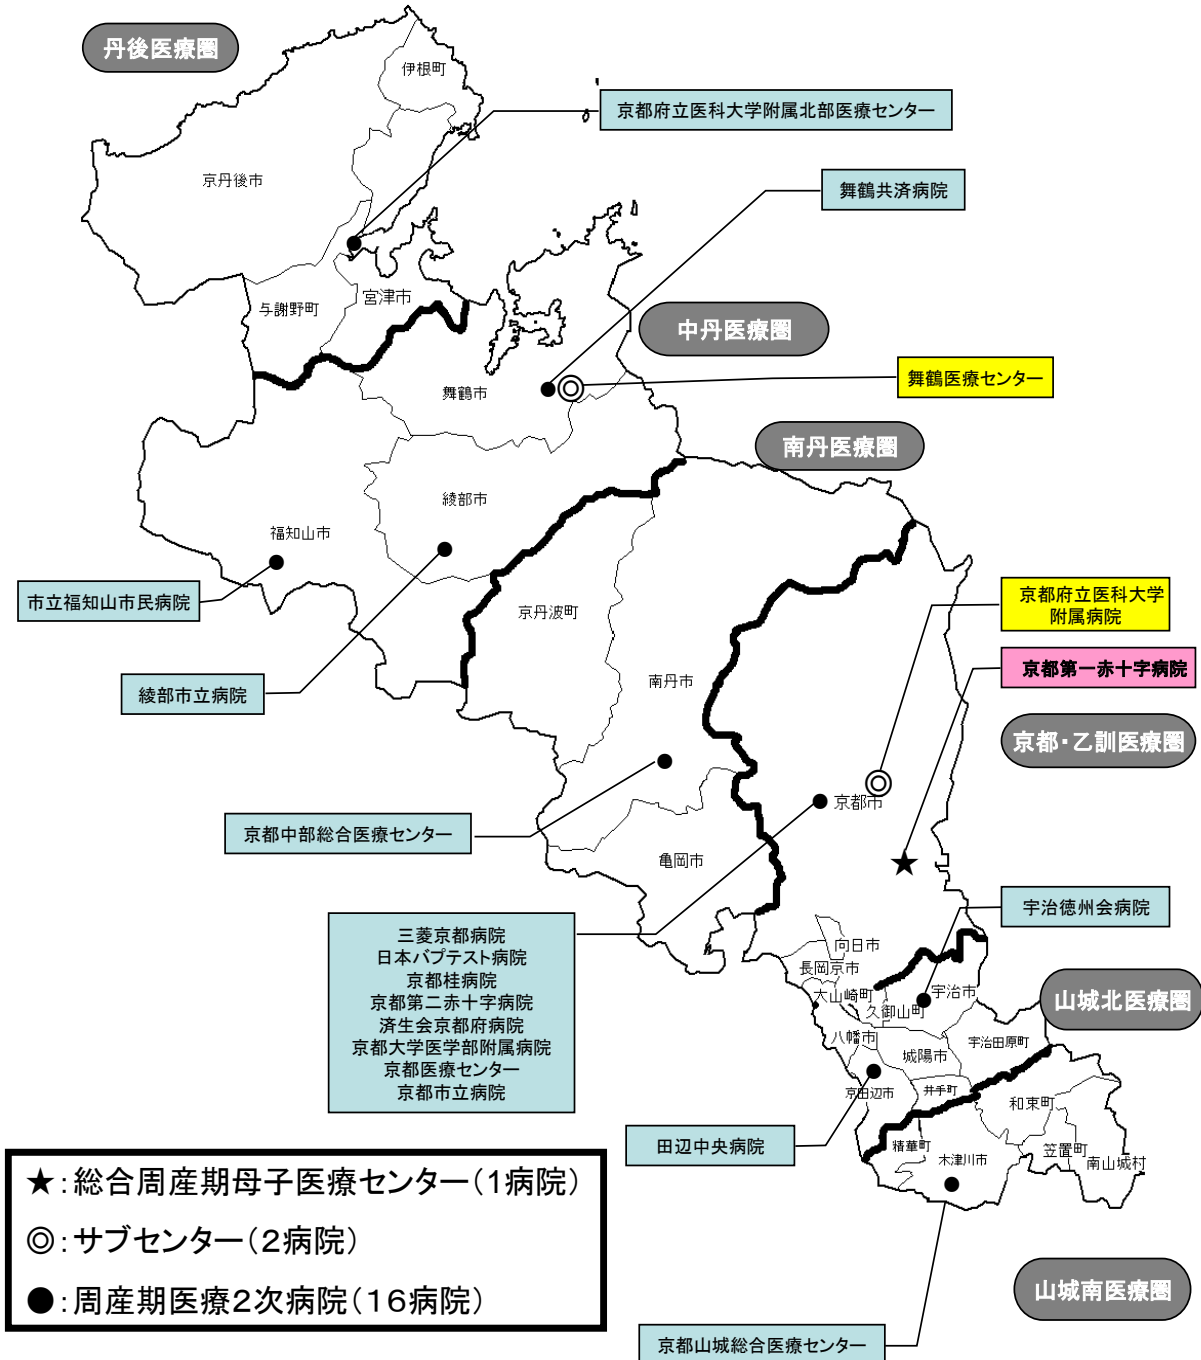 丹後医療圏
伊根町
京都府立医科大学附属北部医療センター
京丹後市
舞鶴共済病院
与謝野町
宮津市
中丹医療圏
舞鶴医療センター
舞鶴市
南丹医療圏
綾部市
福知山市
市立福知山市民病院
京丹波町
京都府立医科大学
附属病院
京都第一赤十字病院
綾部市立病院
南丹市
京都・乙訓医療圏
京都市
京都中部総合医療センター
亀岡市
宇治徳州会病院
三菱京都病院
日本バプテスト病院
京都桂病院
京都第二赤十字病院
済生会京都府病院
京都大学医学部附属病院
京都医療センター
京都市立病院
向日市
長岡京市
大山崎町
宇治市
久御山町
山城北医療圏
八幡市
城陽市
宇治田原町
京田辺市
井手町
和束町
田辺中央病院
精華町
木津川市
笠置町
南山城村
★:総合周産期母子医療センター(1病院)
◎:サブセンター(2病院)
●:周産期医療2次病院(16病院)
山城南医療圏
京都山城総合医療センター